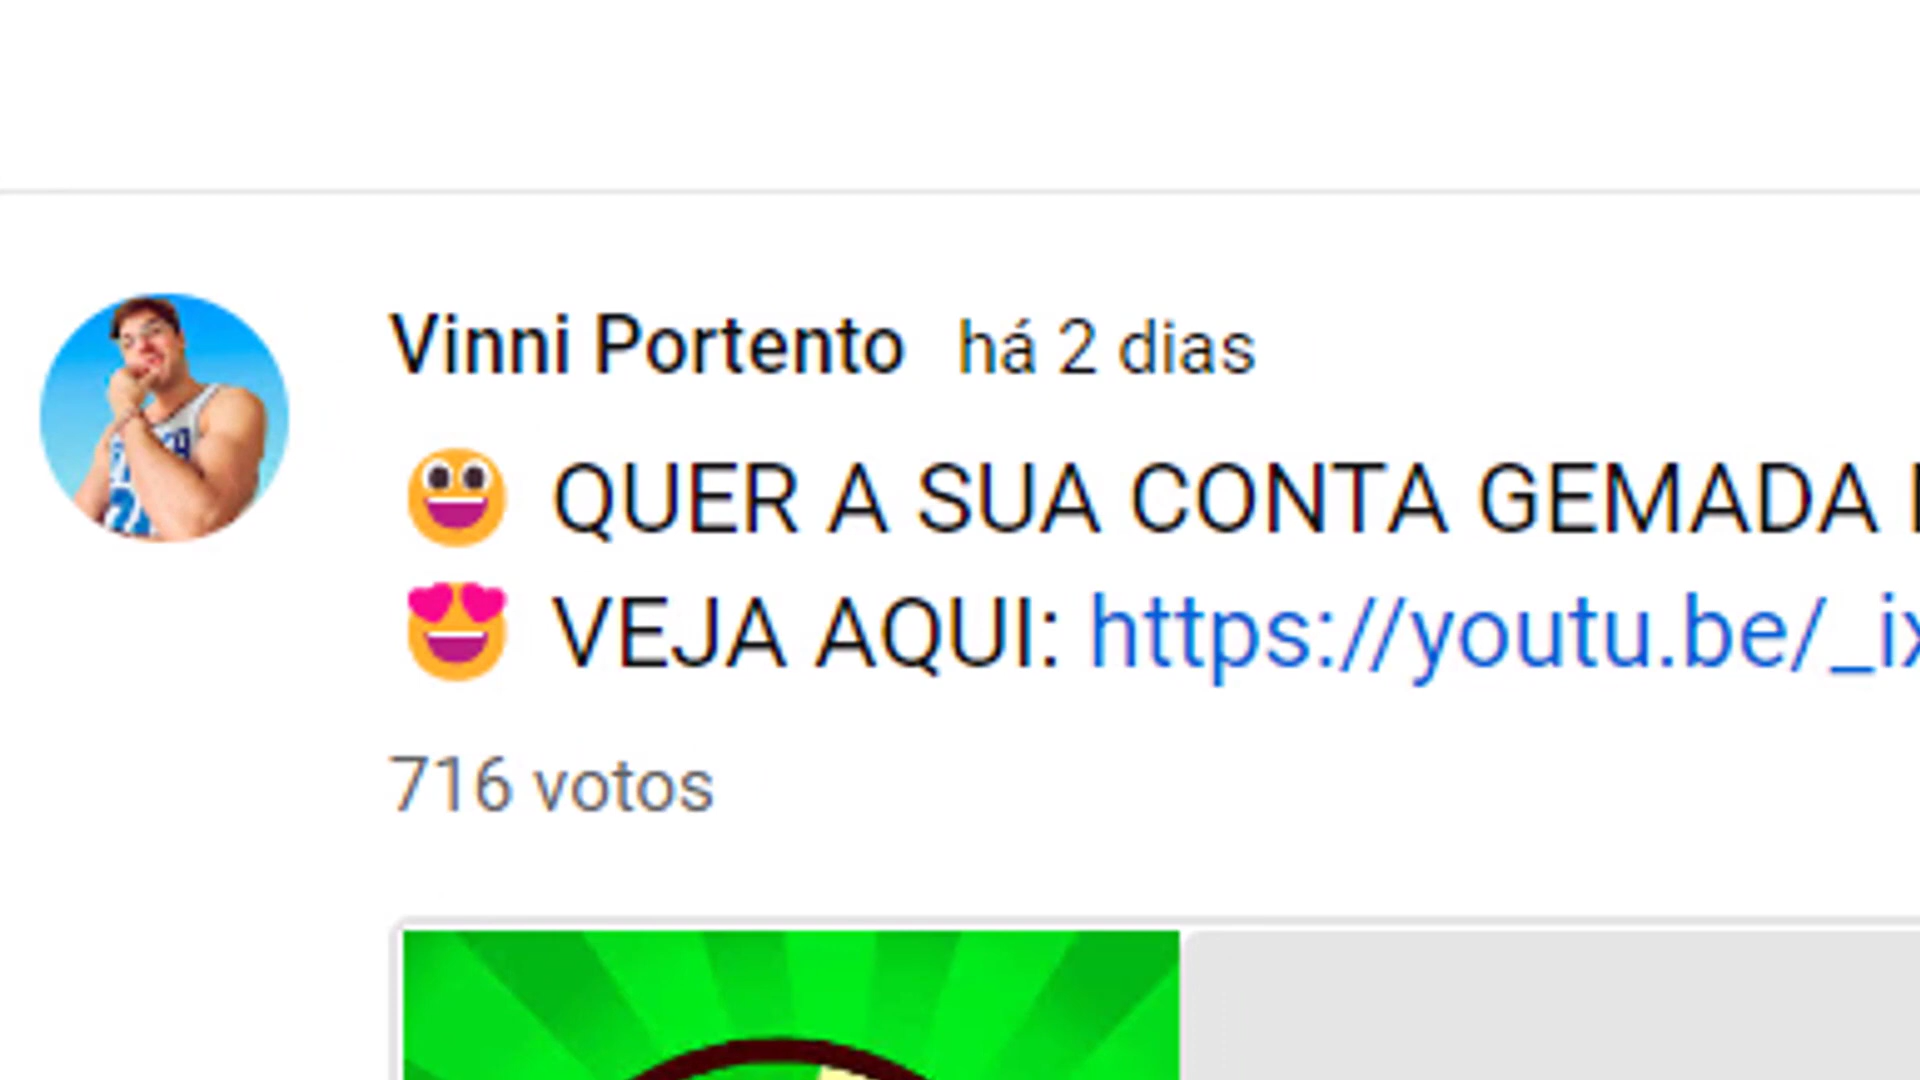 Vinni Portento há 2 dias
😀 QUER A SUA CONTA GEMADA
😍 VEJA AQUI: https://youtu.be/_ix
716 votos